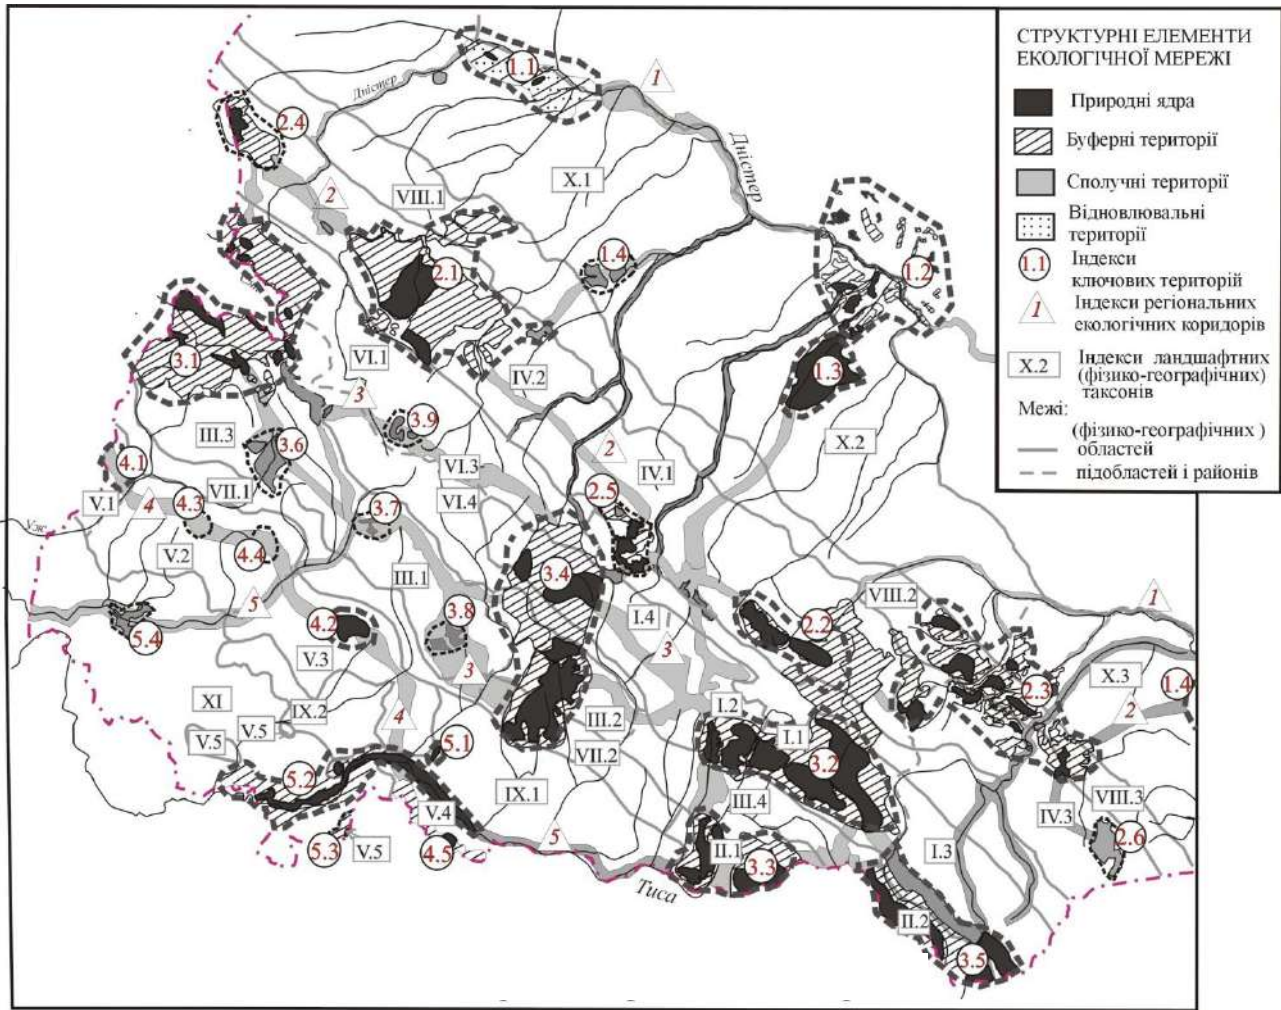 СТРУКТУРНІ ЕЛЕМЕНТИ
ЕКОЛОГІЧНОЇ МЕРЕЖІ
Природні ядра
Буферні території
Сполучні території
Відновлювальні
території
1.1
Індекси
ключових територій
1
Індекси регіональних
екологічних коридорів
X.2
Індекси ландшафтних
(фізико-географічних)
таксонів
Межі:
(фізико-географічних )
областей
підобластей і районів
1.1
1
Дністер
2.4
Дністер
2
VIII.1
X.1
1.4
2.1
1.2
3.1
VI.1
IV.2
1.3
3
3.9
X.2
III.3
3.6
2
4.1
VI.3
IV.1
VII.1
2.5
V.1
4
4.3
VI.4
3.7
Уж
V.2
4.4
3.4
III.1
VIII.2
5
3.8
I.4
1
5.4
4.2
2.2
V.3
3
3
X.3
2.3
1.4
XI
IX.2
I.2
2
V.5
V.5
4
III.2
I.1
5.1
VII.2
3.2
5.2
IX.1
III.4
VIII.3
V.4
IV.3
5
2.6
5.3
V.5
4.5
II.1
I.3
3.3
Тиса
II.2
3.5